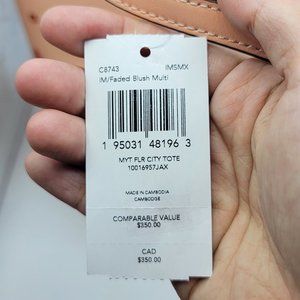 C8743 IM5MX
IM/Faded Blush Multi
1 95031 48196 3
MYT FLR CITY TOTE
10016957JAX
MADE IN CAMBODIA
CAMBODGE
COMPARABLE VALUE
$350.00
CAD
$350.00